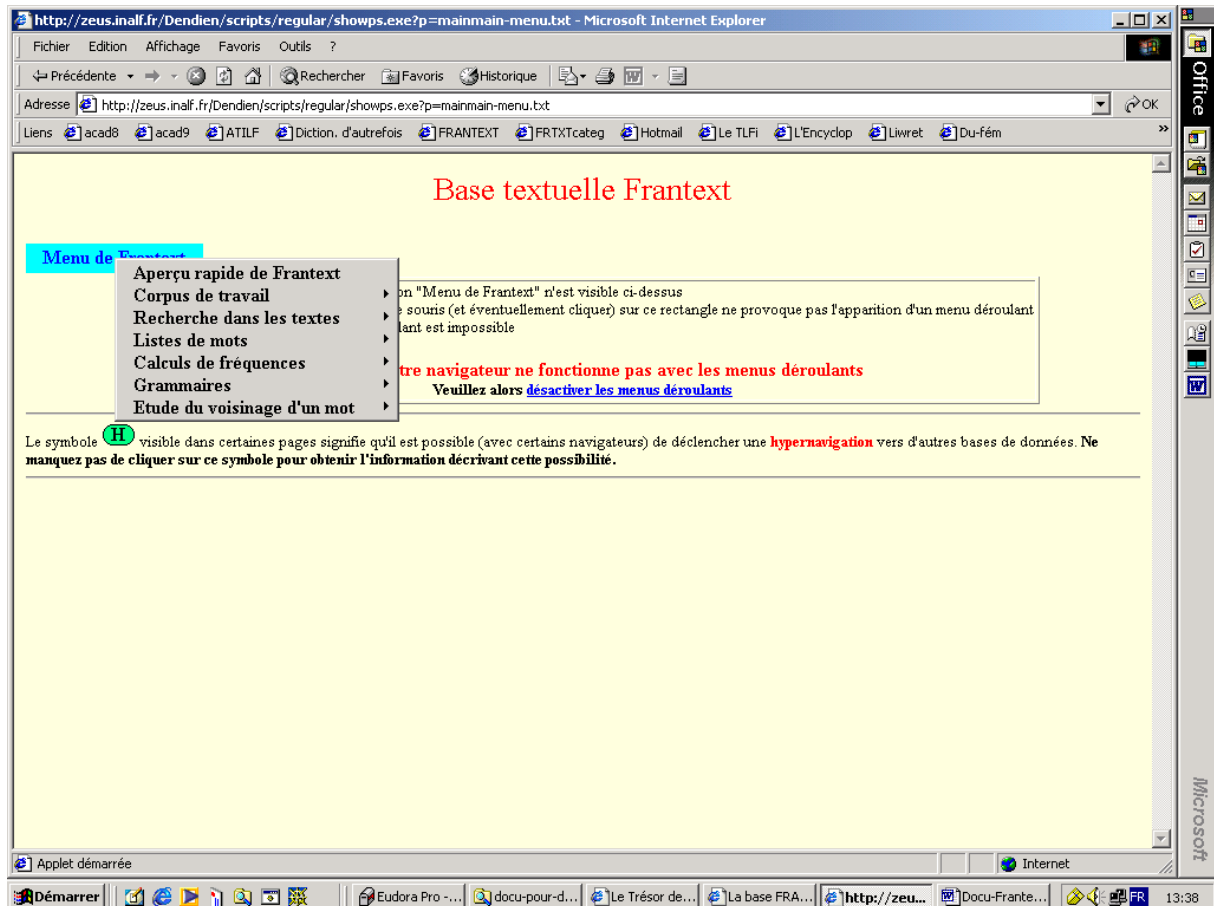 http://zeus.inalf.fr/Dendien/scripts/regular/showps.exe?p=mainmain-menu.txt - Microsoft Internet Explorer
Fichier Edition Affichage Favoris Outils ?
Précédente Rechercher Favoris Historique
Adresse http://zeus.inalf.fr/Dendien/scripts/regular/showps.exe?p=mainmain-menu.txt OK
Liens acad8 acad9 ATILF Diction. d'autrefois FRANTEXT FRTXTcateg Hotmail Le TLFi L'Encyclop Liwret Du-fém »
Base textuelle Frantext
Menu de Frantext
Aperçu rapide de Frantext
Corpus de travail
Recherche dans les textes
Listes de mots
Calculs de fréquences
Grammaires
Etude du voisinage d'un mot
on "Menu de Frantext" n'est visible ci-dessus
souris (et éventuellement cliquer) sur ce rectangle ne provoque pas l'apparition d'un menu déroulant
lant est impossible
tre navigateur ne fonctionne pas avec les menus déroulants
Veuillez alors désactiver les menus déroulants
Le symbole H visible dans certaines pages signifie qu'il est possible (avec certains navigateurs) de déclencher une hypernavigation vers d'autres bases de données. Ne
manquez pas de cliquer sur ce symbole pour obtenir l'information décrivant cette possibilité.
Applet démarrée Internet
Démarrer Eudora Pro -... docu-pour-d... Le Trésor de... La base FRA... http://zeu... Docu-Frante... FR 13:38
Office
Microsoft